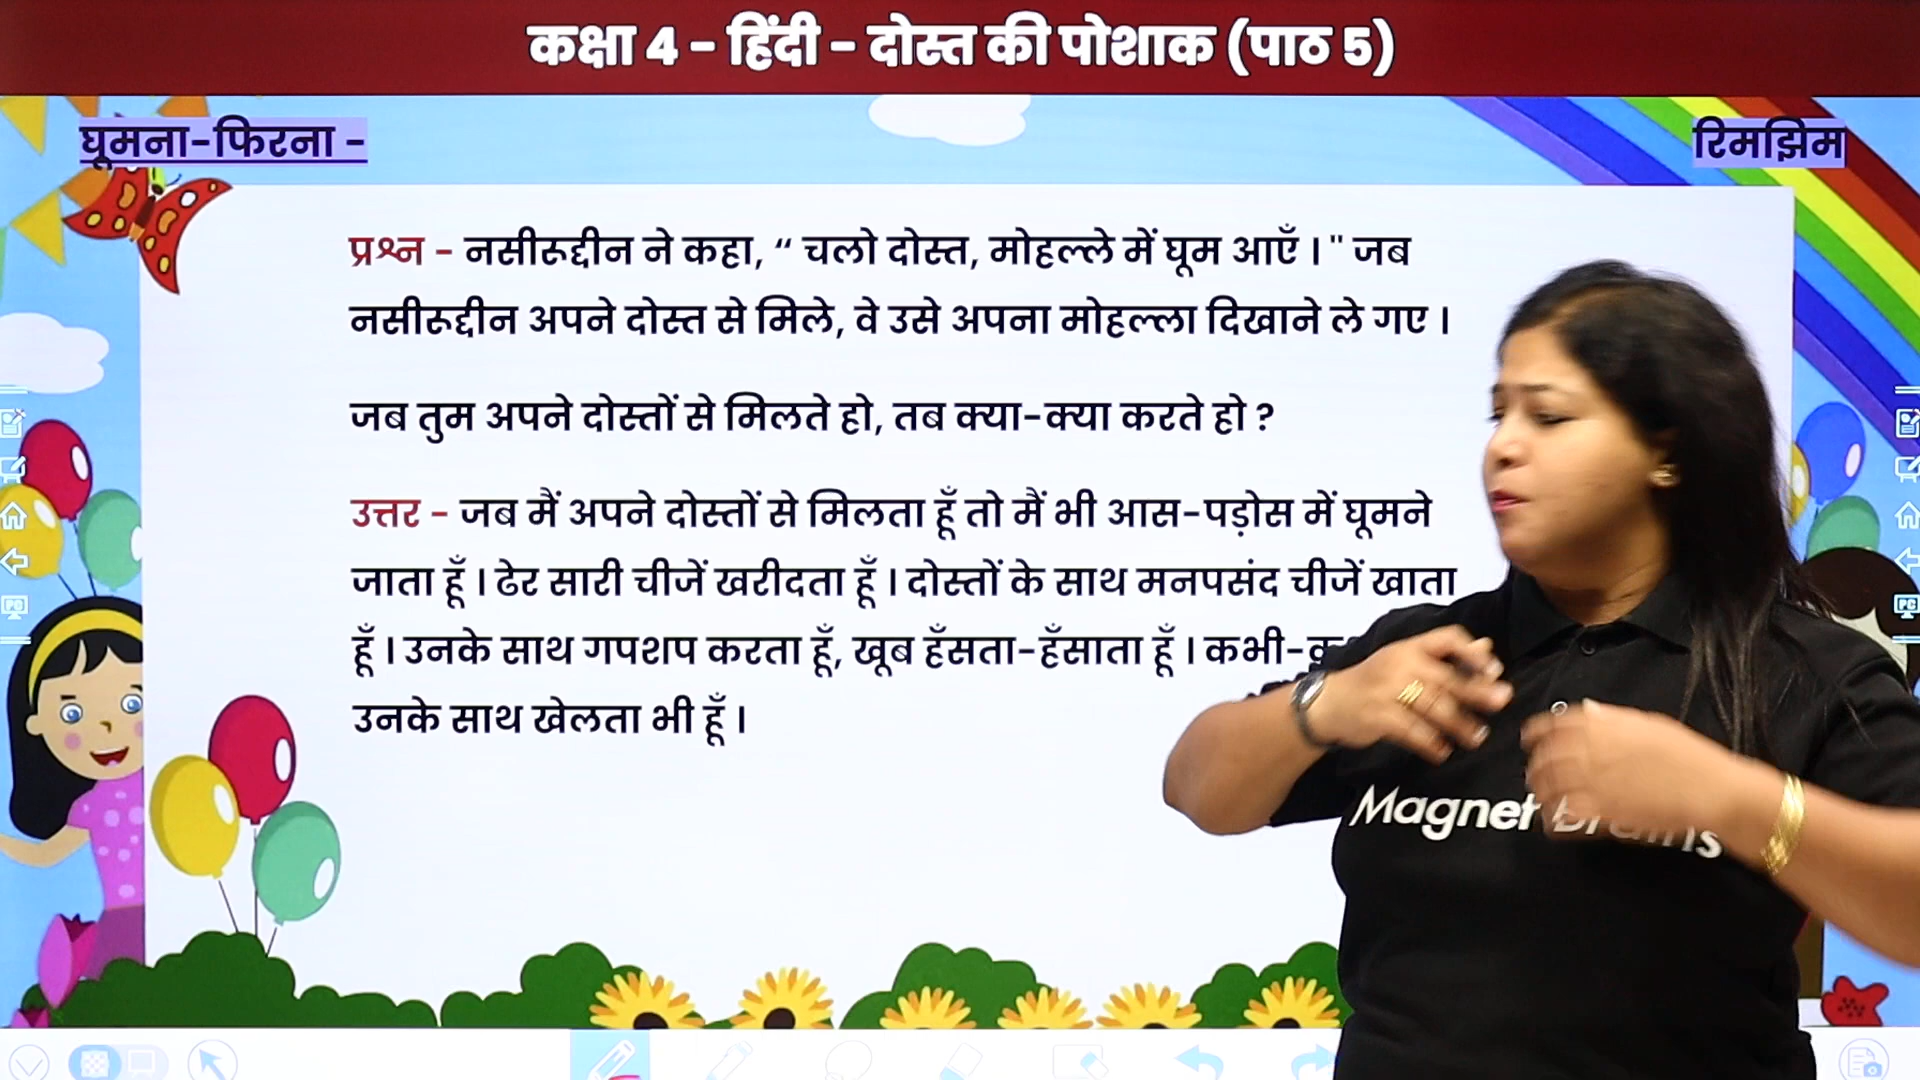 कक्षा 4 - हिंदी - दोस्त की पोशाक (पाठ 5)
घूमना-फिरना -
रिमझिम
प्रश्न - नसीरूद्दीन ने कहा, “ चलो दोस्त, मोहल्ले में घूम आएँ । " जब
नसीरूद्दीन अपने दोस्त से मिले, वे उसे अपना मोहल्ला दिखाने ले गए ।
जब तुम अपने दोस्तों से मिलते हो, तब क्या-क्या करते हो ?
उत्तर - जब मैं अपने दोस्तों से मिलता हूँ तो मैं भी आस-पड़ोस में घूमने
जाता हूँ । ढेर सारी चीजें खरीदता हूँ । दोस्तों के साथ मनपसंद चीजें खाता
हूँ । उनके साथ गपशप करता हूँ, खूब हँसता-हँसाता हूँ । कभी-
उनके साथ खेलता भी हूँ ।
Magnet
PC
PC